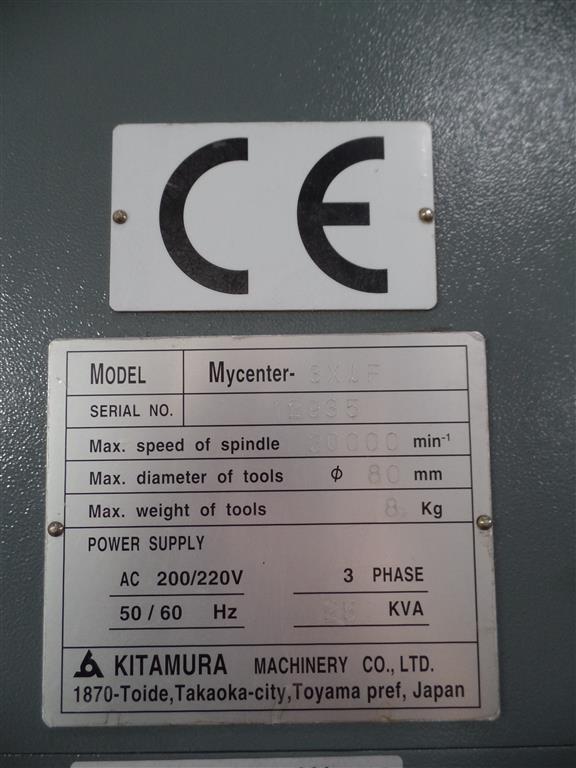 CE
MODEL Mycenter-
SERIAL NO.
Max. speed of spindle min⁻¹
Max. diameter of tools φ 80 mm
Max. weight of tools 8 Kg
POWER SUPPLY
AC 200/220V 3 PHASE
50 / 60 Hz KVA
KITAMURA MACHINERY CO., LTD.
1870-Toide,Takaoka-city,Toyama pref, Japan